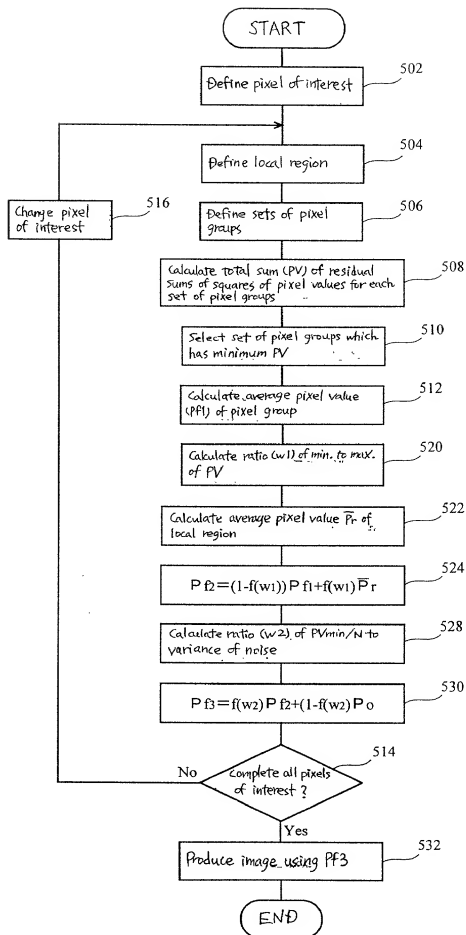 START
502
Define pixel of interest
504
Define local region
516
Change pixel
of interest
506
Define sets of pixel
groups
508
Calculate total sum (PV) of residual
sums of squares of pixel values for each
set of pixel groups
510
Select set of pixel groups which
has minimum PV
512
Calculate average pixel value
(Pf1) of pixel group
520
Calculate ratio (w1) of min. to max.
of PV
522
Calculate average pixel value P̅r of
local region
524
Pf2=(1-f(w1))Pf1+f(w1)P̅r
528
Calculate ratio (w2) of PVmin/N to
variance of noise
530
Pf3=f(w2)Pf2+(1-f(w2)Po
514
No
Complete all pixels
of interest?
Yes
532
Produce image using Pf3
END